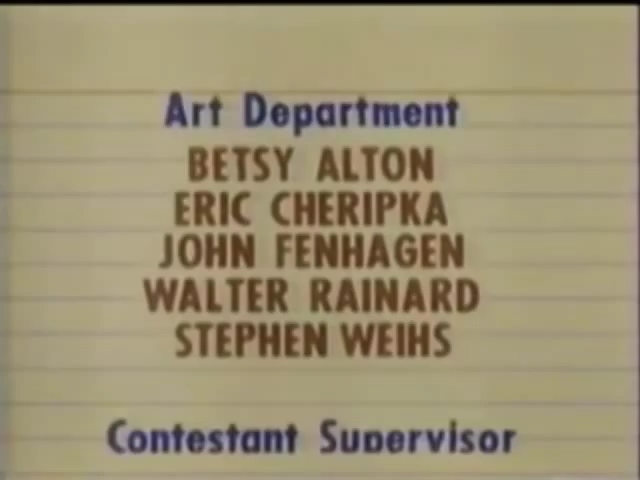 Art Department
BETSY ALTON
ERIC CHERIPKA
JOHN FENHAGEN
WALTER RAINARD
STEPHEN WEIHS
Contestant Supervisor